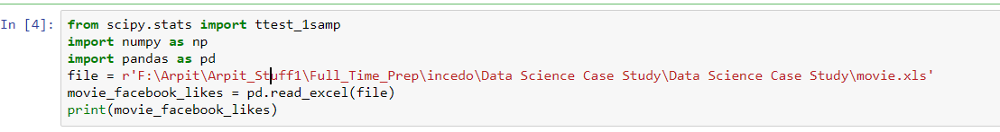 In [4]: from scipy.stats import ttest_1samp
import numpy as np
import pandas as pd
file = r'F:\Arpit\Arpit_Stuff1\Full_Time_Prep\incedo\Data Science Case Study\Data Science Case Study\movie.xls'
movie_facebook_likes = pd.read_excel(file)
print(movie_facebook_likes)